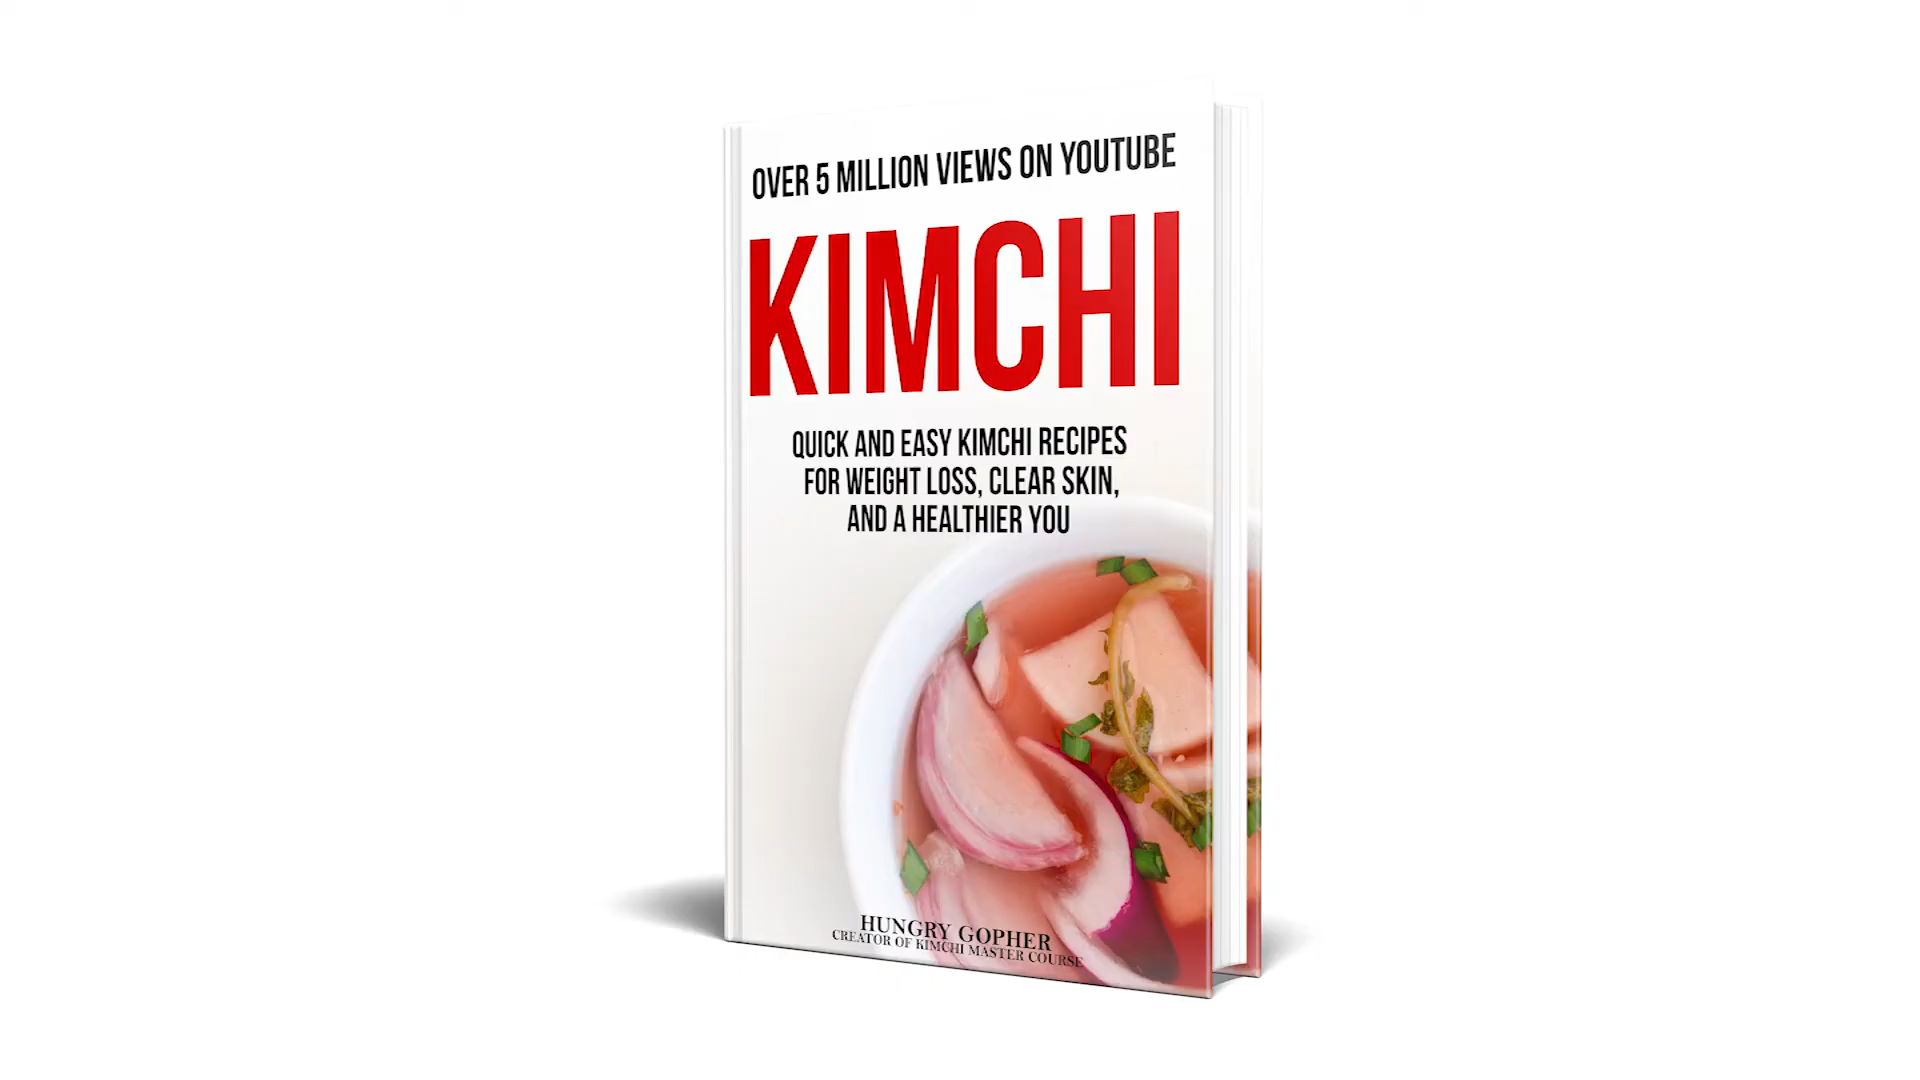 OVER 5 MILLION VIEWS ON YOUTUBE
KIMCHI
QUICK AND EASY KIMCHI RECIPES
FOR WEIGHT LOSS, CLEAR SKIN,
AND A HEALTHIER YOU
HUNGRY GOPHER
CREATOR OF KIMCHI MASTER COURSE